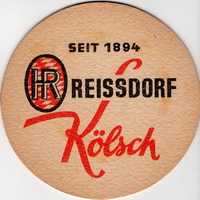 SEIT 1894
HR REISSDORF
Kölsch